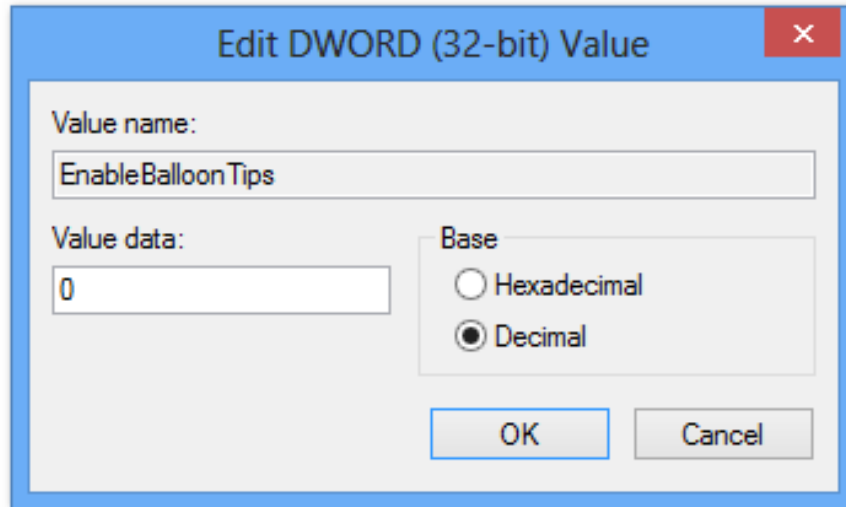 Edit DWORD (32-bit) Value
Value name:
EnableBalloonTips
Value data:
0
Base
Hexadecimal
Decimal
OK
Cancel